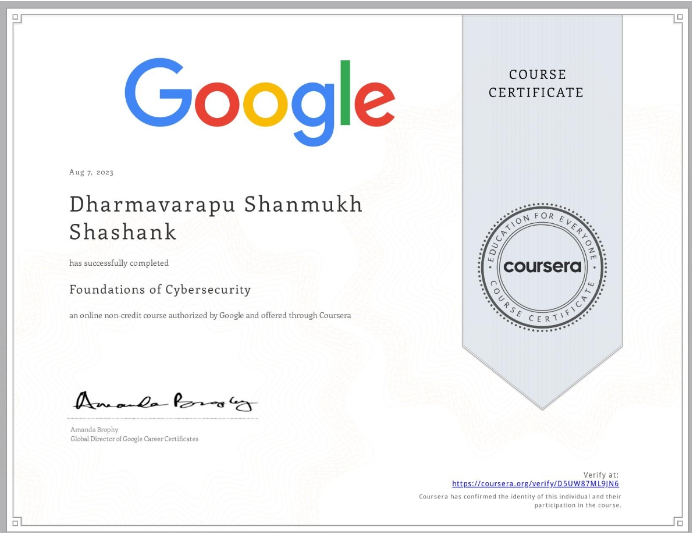 Google
COURSE
CERTIFICATE
Aug 7, 2023
Dharmavarapu Shanmukh
Shashank
has successfully completed
Foundations of Cybersecurity
an online non-credit course authorized by Google and offered through Coursera
EDUCATION FOR EVERYONE
coursera
COURSE CERTIFICATE
Amanda Brophy
Amanda Brophy
Global Director of Google Career Certificates
Verify at:
https://coursera.org/verify/D5UW87ML9JN6
Coursera has confirmed the identity of this individual and their
participation in the course.